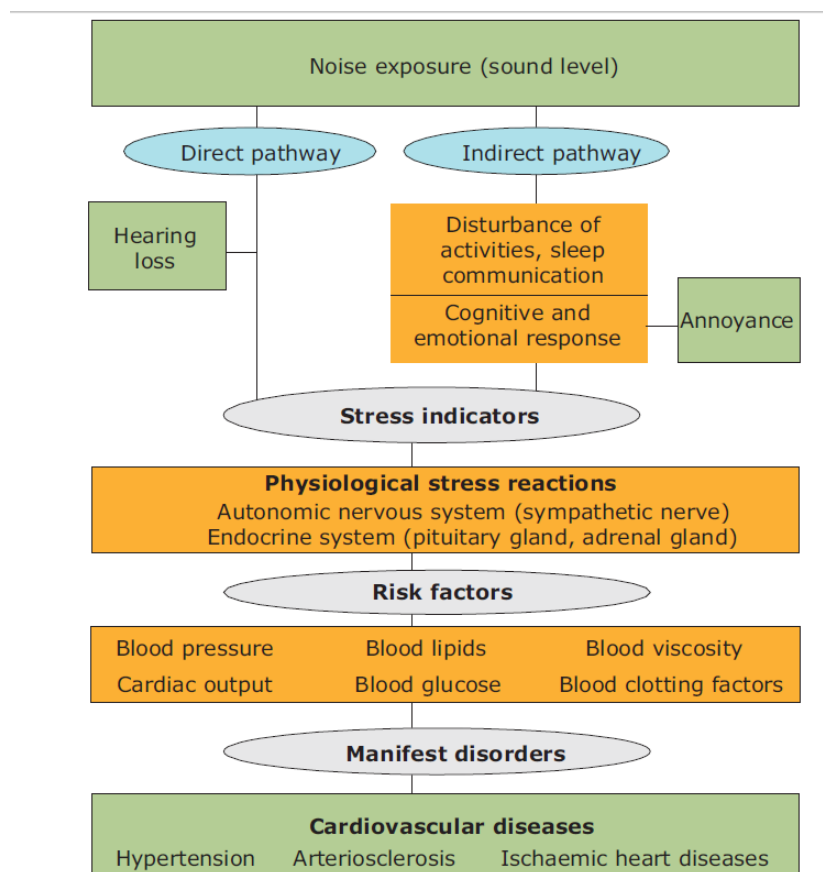 Noise exposure (sound level)
Direct pathway
Indirect pathway
Hearing
loss
Disturbance of
activities, sleep
communication
Cognitive and
emotional response
Annoyance
Stress indicators
Physiological stress reactions
Autonomic nervous system (sympathetic nerve)
Endocrine system (pituitary gland, adrenal gland)
Risk factors
Blood pressure Blood lipids Blood viscosity
Cardiac output Blood glucose Blood clotting factors
Manifest disorders
Cardiovascular diseases
Hypertension Arteriosclerosis Ischaemic heart diseases